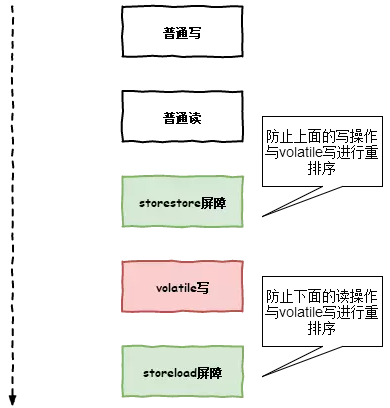 普通写
普通读
防止上面的写操作
与volatile写进行重
排序
storestore屏障
volatile写
防止下面的读操作
与volatile写进行重
排序
storeload屏障